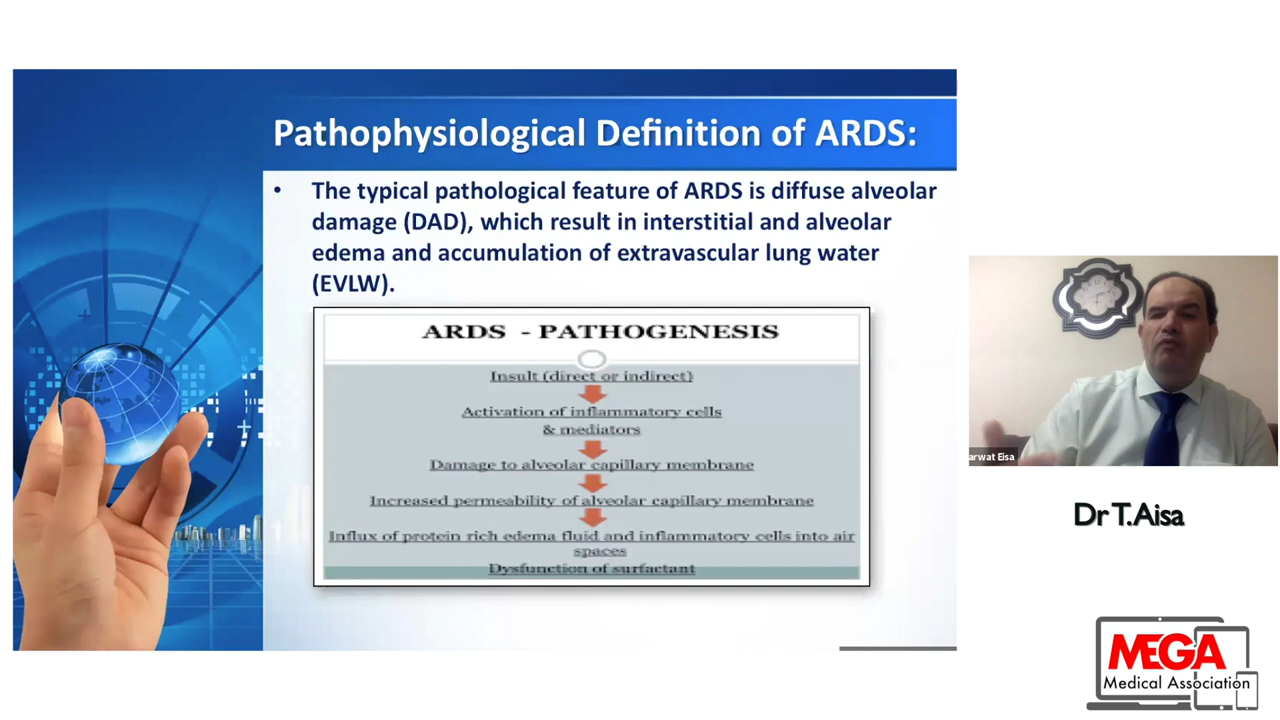 Pathophysiological Definition of ARDS:
• The typical pathological feature of ARDS is diffuse alveolar
damage (DAD), which result in interstitial and alveolar
edema and accumulation of extravascular lung water
(EVLW).
ARDS - PATHOGENESIS
Insult (direct or indirect)
Activation of inflammatory cells
& mediators
Damage to alveolar capillary membrane
Increased permeability of alveolar capillary membrane
Influx of protein rich edema fluid and inflammatory cells into air
spaces
Dysfunction of surfactant
arwat Eisa
Dr T.Aisa
MEGA
Medical Association